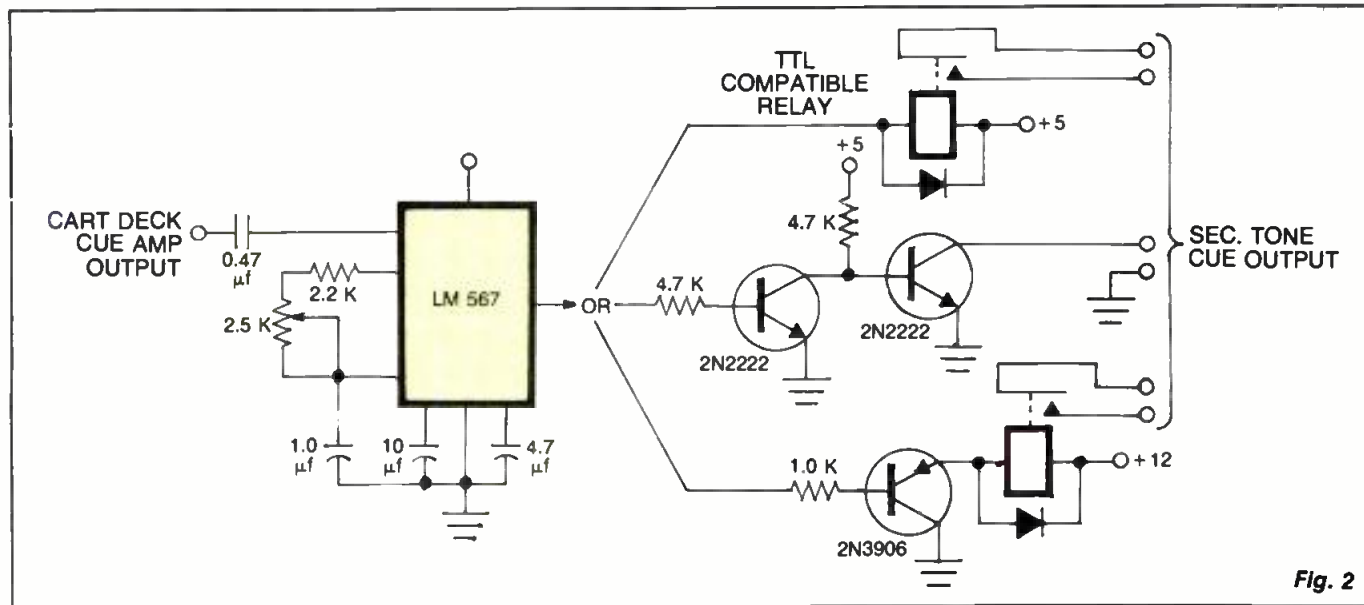 TTL
COMPATIBLE
RELAY
+5
+5
4.7 K
CART DECK
CUE AMP
OUTPUT
0.47
μf
2.2 K
2.5 K
LM 567
OR
4.7 K
2N2222
2N2222
SEC. TONE
CUE OUTPUT
1.0
μf
10
μf
4.7
μf
1.0 K
2N3906
+12
Fig. 2